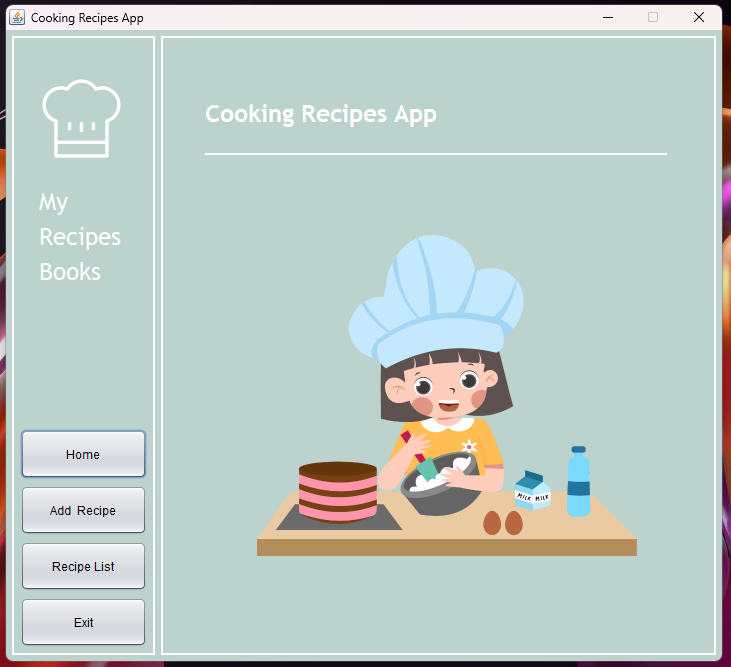 Cooking Recipes App
My
Recipes
Books
Home
Add Recipe
Recipe List
Exit
Cooking Recipes App
MILK MILK